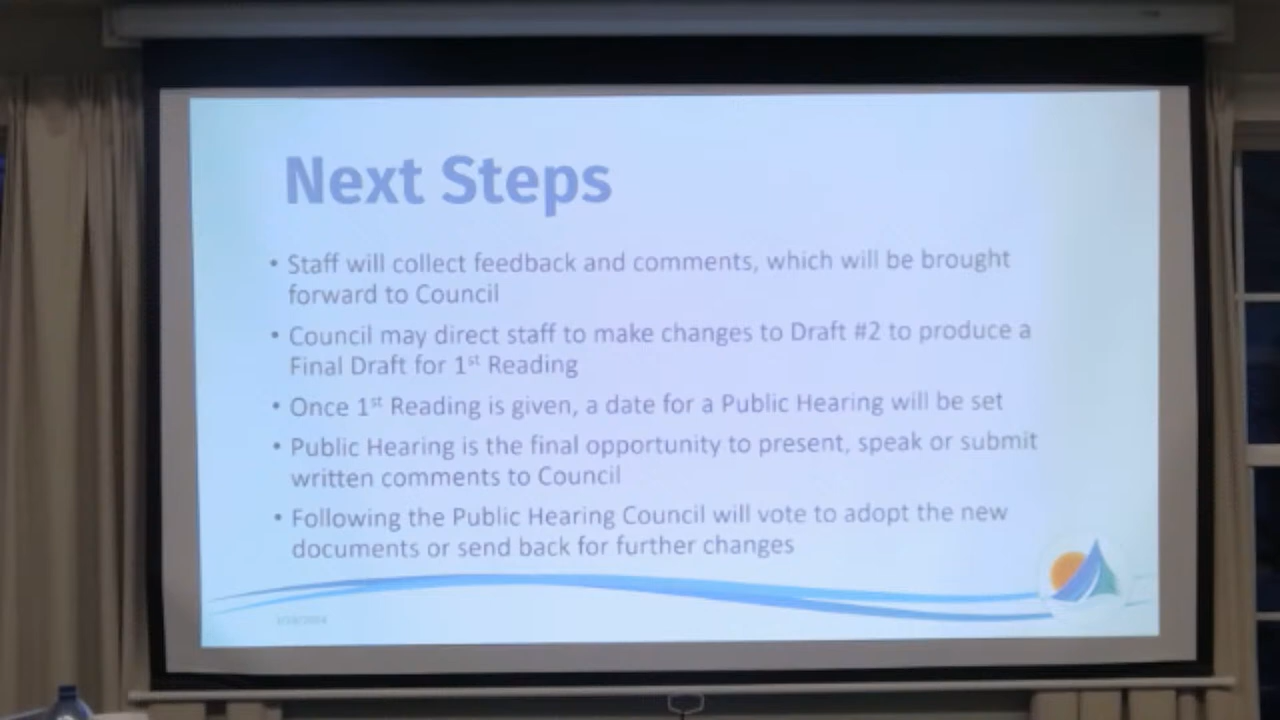 Next Steps
• Staff will collect feedback and comments, which will be brought
forward to Council
• Council may direct staff to make changes to Draft #2 to produce a
Final Draft for 1st Reading
• Once 1st Reading is given, a date for a Public Hearing will be set
• Public Hearing is the final opportunity to present, speak or submit
written comments to Council
• Following the Public Hearing Council will vote to adopt the new
documents or send back for further changes